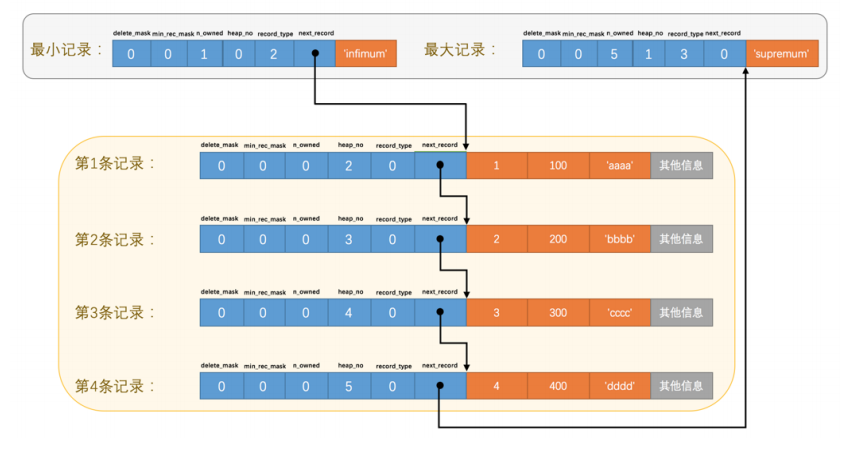 delete_mask min_rec_mask n_owned heap_no record_type next_record
最小记录： 0 0 1 0 2 'infimum'
delete_mask min_rec_mask n_owned heap_no record_type next_record
最大记录： 0 0 5 1 3 0 'supremum'
delete_mask min_rec_mask n_owned heap_no record_type next_record
第1条记录： 0 0 0 2 0 1 100 'aaaa' 其他信息
delete_mask min_rec_mask n_owned heap_no record_type next_record
第2条记录： 0 0 0 3 0 2 200 'bbbb' 其他信息
delete_mask min_rec_mask n_owned heap_no record_type next_record
第3条记录： 0 0 0 4 0 3 300 'cccc' 其他信息
delete_mask min_rec_mask n_owned heap_no record_type next_record
第4条记录： 0 0 0 5 0 4 400 'dddd' 其他信息